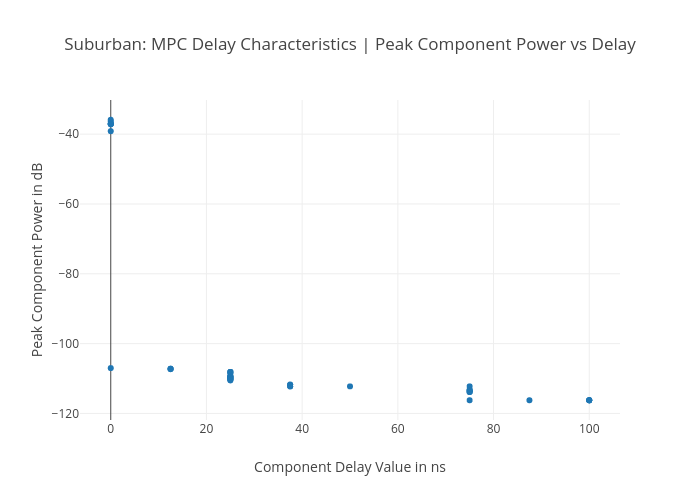 Suburban: MPC Delay Characteristics | Peak Component Power vs Delay
Peak Component Power in dB
−40
−60
−80
−100
−120
0 20 40 60 80 100
Component Delay Value in ns